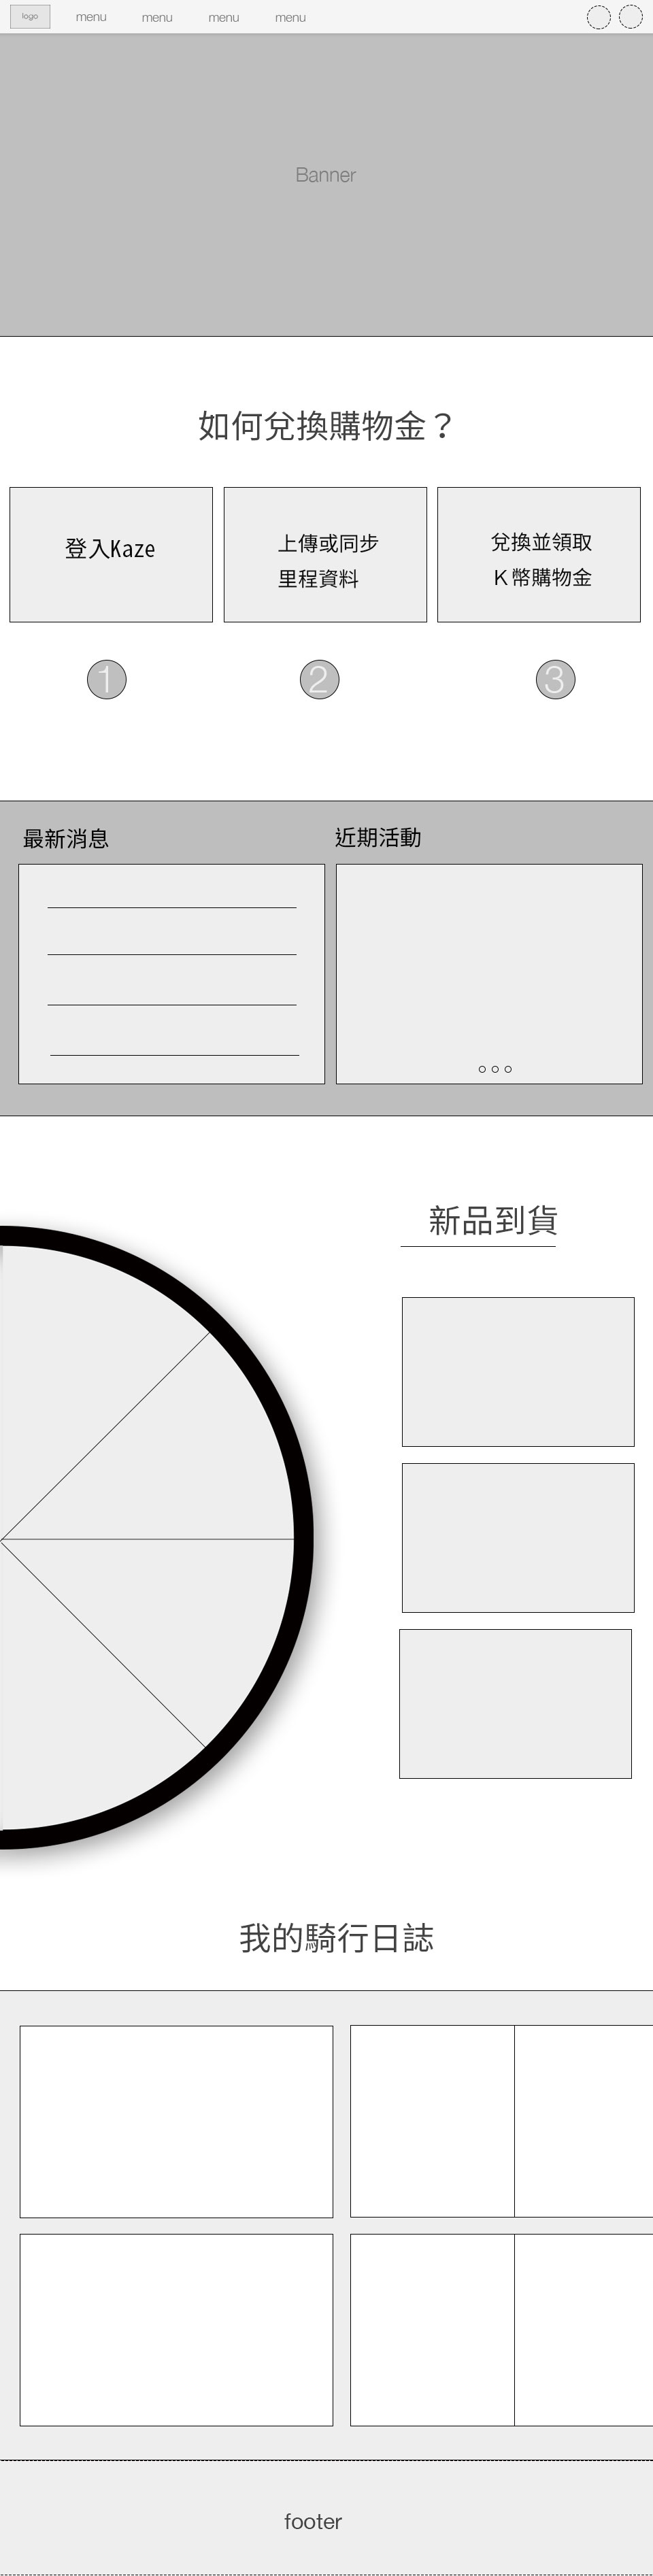 logo
menu
menu
menu
menu
Banner
如何兌換購物金？
登入Kaze
上傳或同步
里程資料
兌換並領取
Ｋ幣購物金
1
2
3
最新消息
近期活動
新品到貨
我的騎行日誌
footer